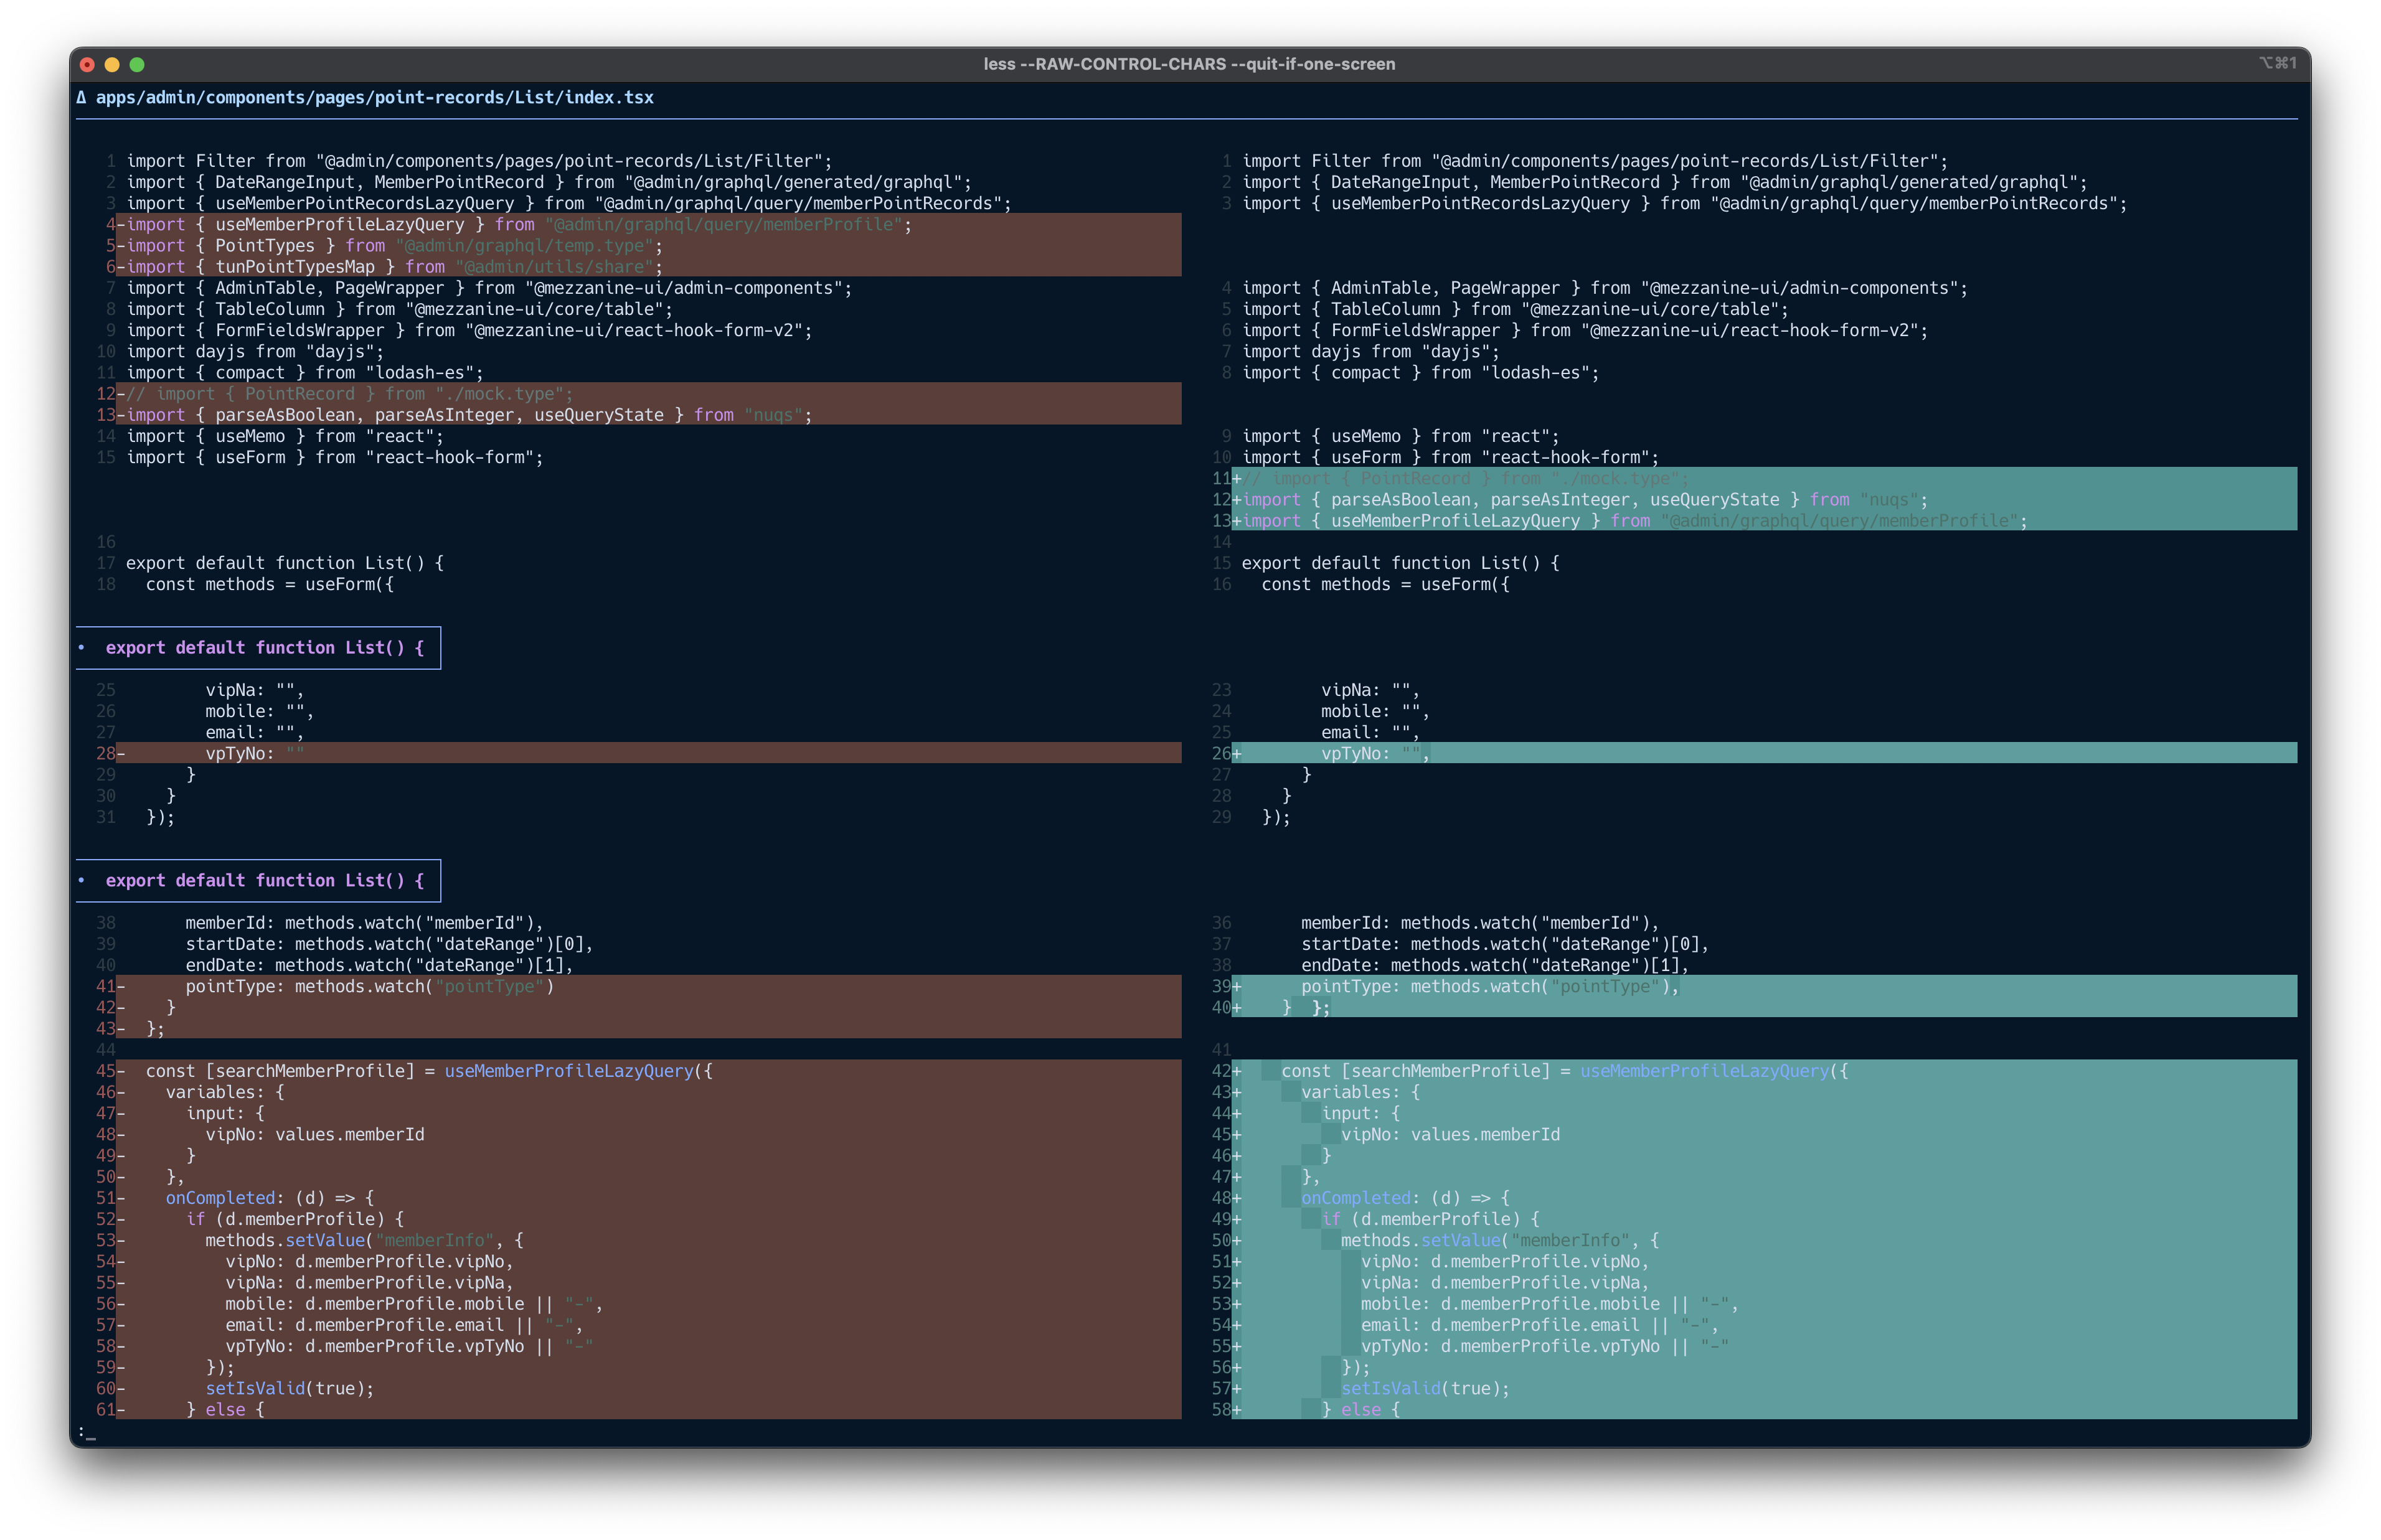 less --RAW-CONTROL-CHARS --quit-if-one-screen
⌥⌘1
Δ apps/admin/components/pages/point-records/List/index.tsx
1 import Filter from "@admin/components/pages/point-records/List/Filter"; 1 import Filter from "@admin/components/pages/point-records/List/Filter";
2 import { DateRangeInput, MemberPointRecord } from "@admin/graphql/generated/graphql"; 2 import { DateRangeInput, MemberPointRecord } from "@admin/graphql/generated/graphql";
3 import { useMemberPointRecordsLazyQuery } from "@admin/graphql/query/memberPointRecords"; 3 import { useMemberPointRecordsLazyQuery } from "@admin/graphql/query/memberPointRecords";
4-import { useMemberProfileLazyQuery } from "@admin/graphql/query/memberProfile";
5-import { PointTypes } from "@admin/graphql/temp.type";
6-import { tunPointTypesMap } from "@admin/utils/share";
7 import { AdminTable, PageWrapper } from "@mezzanine-ui/admin-components"; 4 import { AdminTable, PageWrapper } from "@mezzanine-ui/admin-components";
8 import { TableColumn } from "@mezzanine-ui/core/table"; 5 import { TableColumn } from "@mezzanine-ui/core/table";
9 import { FormFieldsWrapper } from "@mezzanine-ui/react-hook-form-v2"; 6 import { FormFieldsWrapper } from "@mezzanine-ui/react-hook-form-v2";
10 import dayjs from "dayjs"; 7 import dayjs from "dayjs";
11 import { compact } from "lodash-es"; 8 import { compact } from "lodash-es";
12-// import { PointRecord } from "./mock.type";
13-import { parseAsBoolean, parseAsInteger, useQueryState } from "nuqs";
14 import { useMemo } from "react"; 9 import { useMemo } from "react";
15 import { useForm } from "react-hook-form"; 10 import { useForm } from "react-hook-form";
11+// import { PointRecord } from "./mock.type";
12+import { parseAsBoolean, parseAsInteger, useQueryState } from "nuqs";
13+import { useMemberProfileLazyQuery } from "@admin/graphql/query/memberProfile";
16 14
17 export default function List() { 15 export default function List() {
18   const methods = useForm({ 16   const methods = useForm({
• export default function List() {
25         vipNa: "", 23         vipNa: "",
26         mobile: "", 24         mobile: "",
27         email: "", 25         email: "",
28-        vpTyNo: "" 26+        vpTyNo: "",
29       } 27       }
30     } 28     }
31   }); 29   });
• export default function List() {
38       memberId: methods.watch("memberId"), 36       memberId: methods.watch("memberId"),
39       startDate: methods.watch("dateRange")[0], 37       startDate: methods.watch("dateRange")[0],
40       endDate: methods.watch("dateRange")[1], 38       endDate: methods.watch("dateRange")[1],
41-      pointType: methods.watch("pointType") 39+      pointType: methods.watch("pointType"),
42-    } 40+    }  };
43-  };
44 41
45-  const [searchMemberProfile] = useMemberProfileLazyQuery({ 42+    const [searchMemberProfile] = useMemberProfileLazyQuery({
46-    variables: { 43+      variables: {
47-      input: { 44+        input: {
48-        vipNo: values.memberId 45+          vipNo: values.memberId
49-      } 46+        }
50-    }, 47+      },
51-    onCompleted: (d) => { 48+      onCompleted: (d) => {
52-      if (d.memberProfile) { 49+        if (d.memberProfile) {
53-        methods.setValue("memberInfo", { 50+          methods.setValue("memberInfo", {
54-          vipNo: d.memberProfile.vipNo, 51+            vipNo: d.memberProfile.vipNo,
55-          vipNa: d.memberProfile.vipNa, 52+            vipNa: d.memberProfile.vipNa,
56-          mobile: d.memberProfile.mobile || "-", 53+            mobile: d.memberProfile.mobile || "-",
57-          email: d.memberProfile.email || "-", 54+            email: d.memberProfile.email || "-",
58-          vpTyNo: d.memberProfile.vpTyNo || "-" 55+            vpTyNo: d.memberProfile.vpTyNo || "-"
59-        }); 56+          });
60-        setIsValid(true); 57+          setIsValid(true);
61-      } else { 58+        } else {
:_